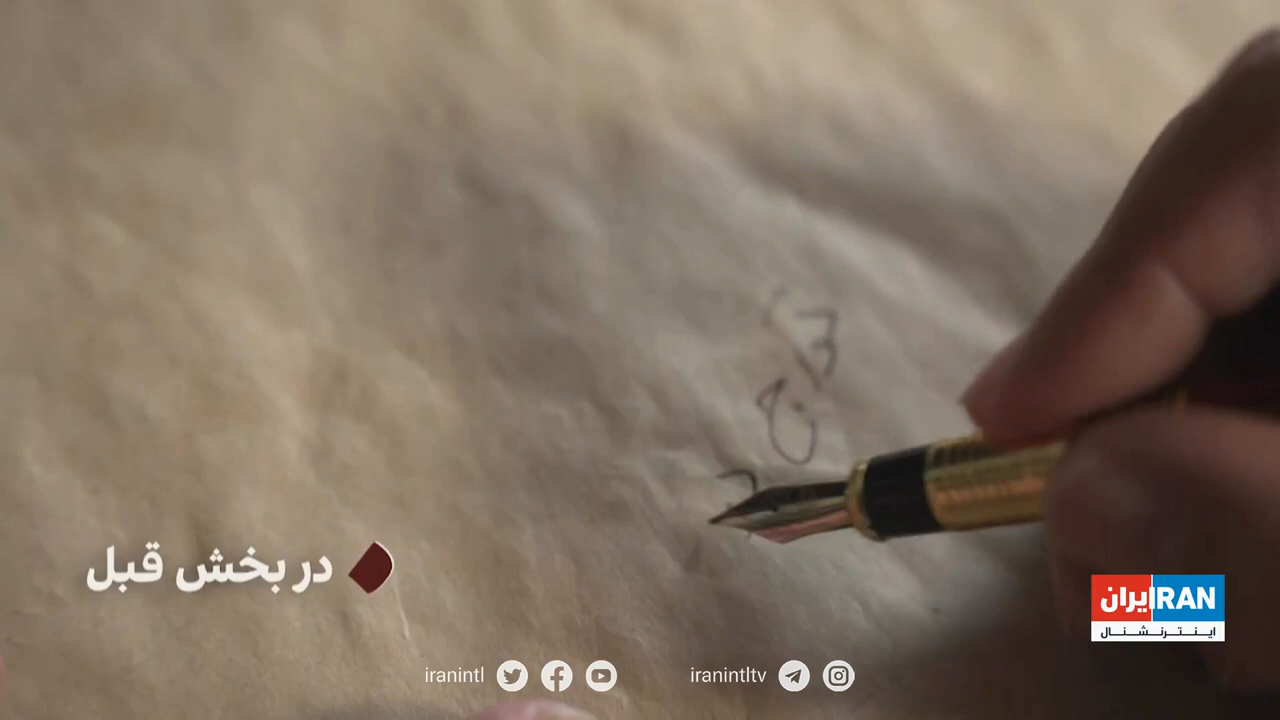 در بخش قبل
ایران IRAN
اینترنشنال
iranintl
iranintltv